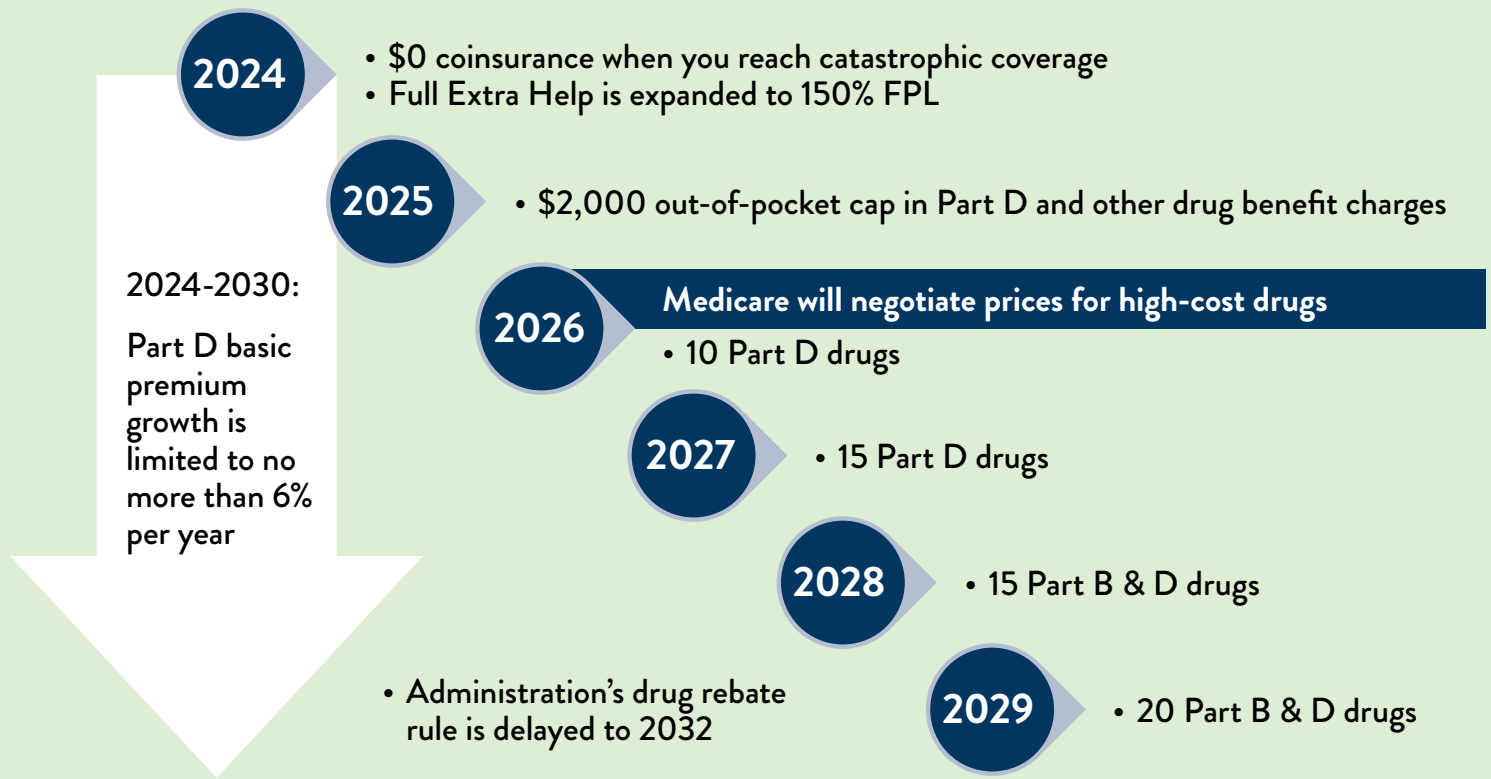 2024
• $0 coinsurance when you reach catastrophic coverage
• Full Extra Help is expanded to 150% FPL
2025
• $2,000 out-of-pocket cap in Part D and other drug benefit charges
2024-2030:
Part D basic
premium
growth is
limited to no
more than 6%
per year
2026
Medicare will negotiate prices for high-cost drugs
• 10 Part D drugs
2027
• 15 Part D drugs
2028
• 15 Part B & D drugs
• Administration’s drug rebate
rule is delayed to 2032
2029
• 20 Part B & D drugs